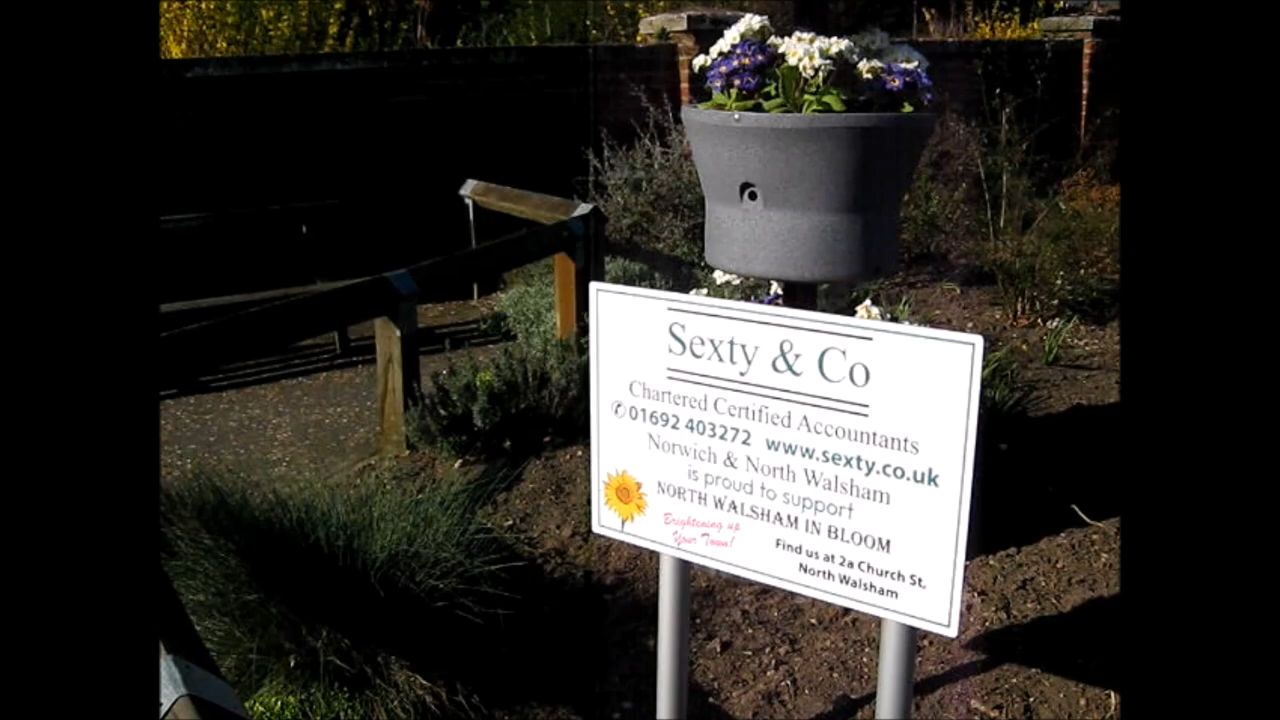 Sexty & Co
Chartered Certified Accountants
✆01692 403272 www.sexty.co.uk
Norwich & North Walsham
is proud to support
NORTH WALSHAM IN BLOOM
Brightening up
Your Town!
Find us at 2a Church St,
North Walsham